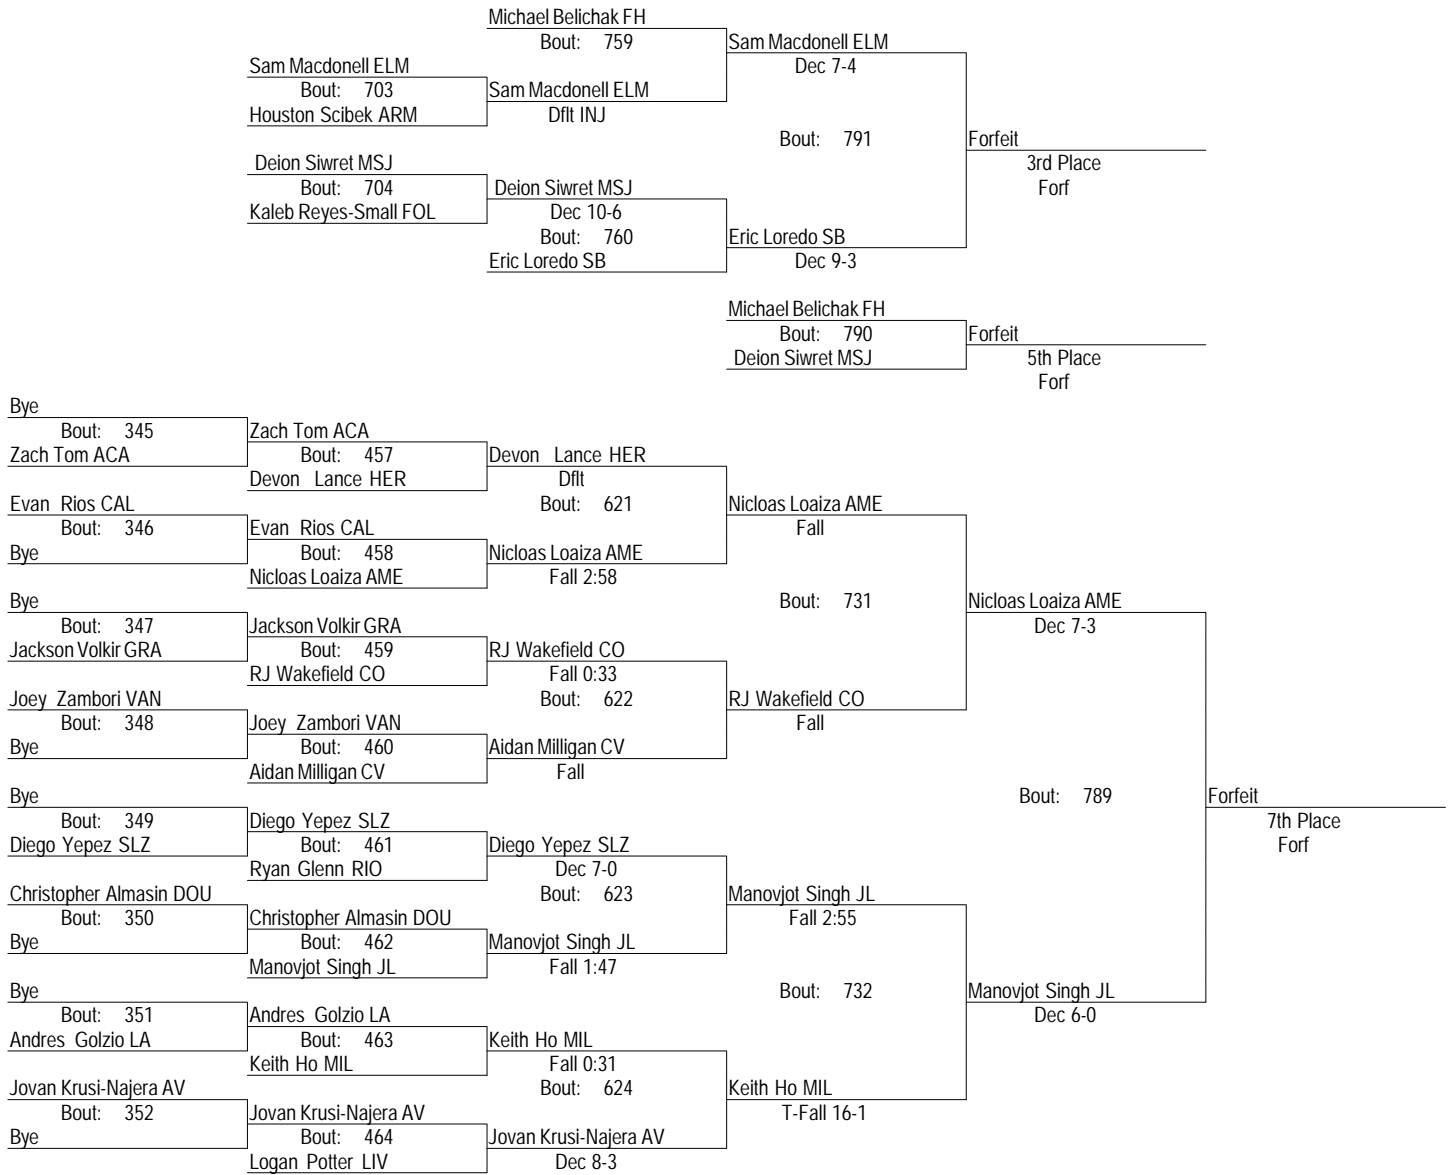 Michael Belichak FH
Bout: 759
Sam Macdonell ELM
Sam Macdonell ELM
Dec 7-4
Bout: 703
Sam Macdonell ELM
Houston Scibek ARM
Dflt INJ
Bout: 791
Forfeit
Deion Siwret MSJ
3rd Place
Bout: 704
Deion Siwret MSJ
Forf
Kaleb Reyes-Small FOL
Dec 10-6
Bout: 760
Eric Loredo SB
Eric Loredo SB
Dec 9-3
Michael Belichak FH
Bout: 790
Forfeit
Deion Siwret MSJ
5th Place
Forf
Bye
Bout: 345
Zach Tom ACA
Zach Tom ACA
Bout: 457
Devon Lance HER
Devon Lance HER
Dflt
Evan Rios CAL
Bout: 621
Nicloas Loaiza AME
Bout: 346
Evan Rios CAL
Fall
Bye
Bout: 458
Nicloas Loaiza AME
Nicloas Loaiza AME
Fall 2:58
Bye
Bout: 731
Nicloas Loaiza AME
Bout: 347
Jackson Volkir GRA
Dec 7-3
Jackson Volkir GRA
Bout: 459
RJ Wakefield CO
RJ Wakefield CO
Fall 0:33
Joey Zambori VAN
Bout: 622
RJ Wakefield CO
Bout: 348
Joey Zambori VAN
Fall
Bye
Bout: 460
Aidan Milligan CV
Aidan Milligan CV
Fall
Bye
Bout: 789
Forfeit
Bout: 349
Diego Yepez SLZ
7th Place
Diego Yepez SLZ
Bout: 461
Diego Yepez SLZ
Forf
Ryan Glenn RIO
Dec 7-0
Christopher Almasin DOU
Bout: 623
Manovjot Singh JL
Bout: 350
Christopher Almasin DOU
Fall 2:55
Bye
Bout: 462
Manovjot Singh JL
Manovjot Singh JL
Fall 1:47
Bye
Bout: 732
Manovjot Singh JL
Bout: 351
Andres Golzio LA
Dec 6-0
Andres Golzio LA
Bout: 463
Keith Ho MIL
Keith Ho MIL
Fall 0:31
Jovan Krusi-Najera AV
Bout: 624
Keith Ho MIL
Bout: 352
Jovan Krusi-Najera AV
T-Fall 16-1
Bye
Bout: 464
Jovan Krusi-Najera AV
Logan Potter LIV
Dec 8-3